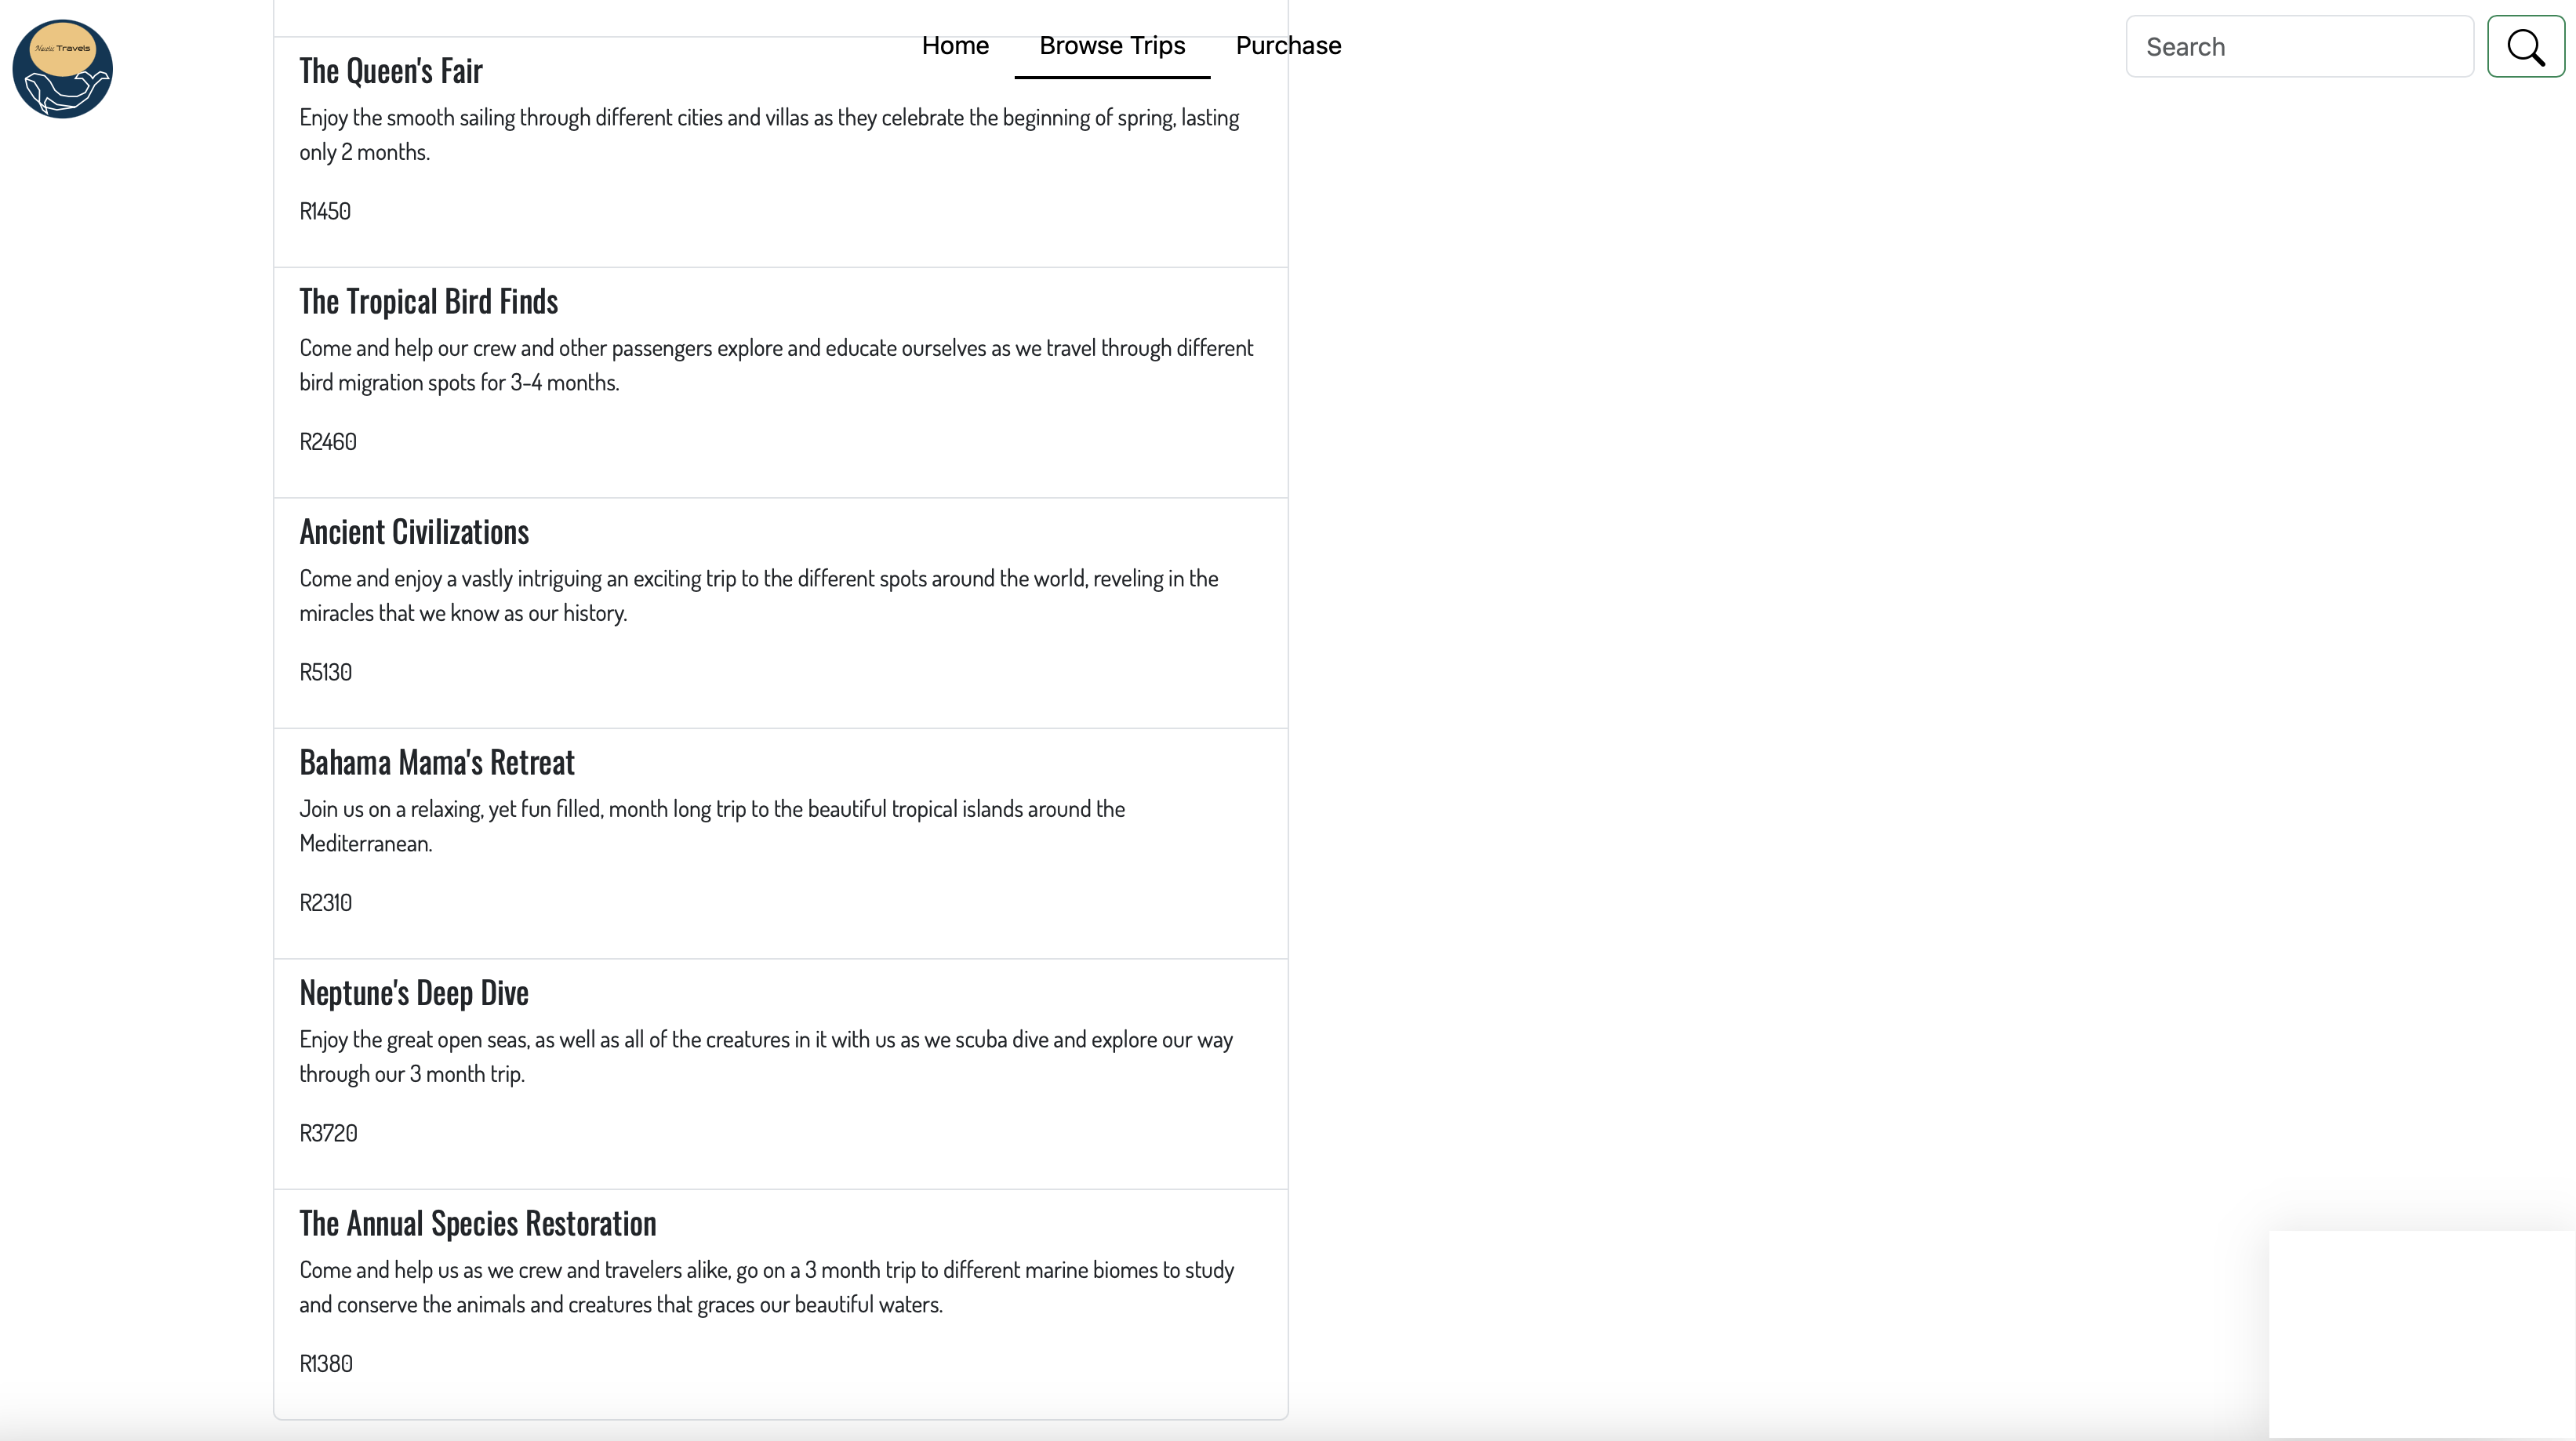 Nautic Travels
Home Browse Trips Purchase
Search
The Queen's Fair
Enjoy the smooth sailing through different cities and villas as they celebrate the beginning of spring, lasting
only 2 months.
R1450
The Tropical Bird Finds
Come and help our crew and other passengers explore and educate ourselves as we travel through different
bird migration spots for 3-4 months.
R2460
Ancient Civilizations
Come and enjoy a vastly intriguing an exciting trip to the different spots around the world, reveling in the
miracles that we know as our history.
R5130
Bahama Mama's Retreat
Join us on a relaxing, yet fun filled, month long trip to the beautiful tropical islands around the
Mediterranean.
R2310
Neptune's Deep Dive
Enjoy the great open seas, as well as all of the creatures in it with us as we scuba dive and explore our way
through our 3 month trip.
R3720
The Annual Species Restoration
Come and help us as we crew and travelers alike, go on a 3 month trip to different marine biomes to study
and conserve the animals and creatures that graces our beautiful waters.
R1380